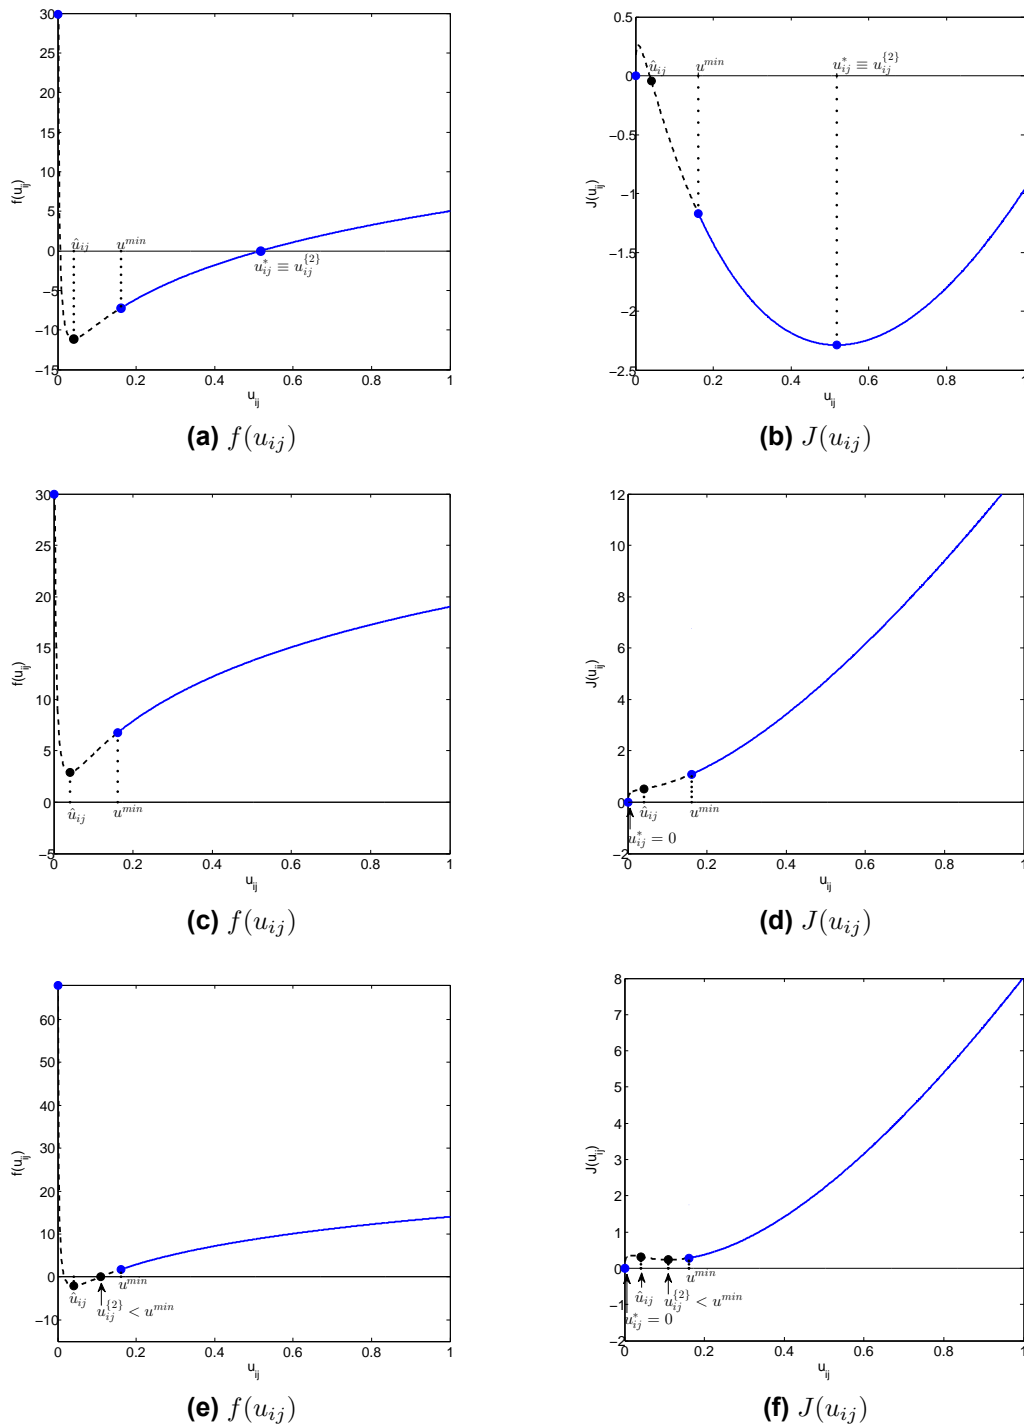 30
25
20
15
10
5
0
−5
−10
−15
0 0.2 0.4 0.6 0.8 1
f(u_ij)
u_ij
û_ij
u^min
u*_ij ≡ u_ij^{2}
(a) f(u_ij)
0.5
0
−0.5
−1
−1.5
−2
−2.5
0 0.2 0.4 0.6 0.8 1
J(u_ij)
u_ij
û_ij
u^min
u*_ij ≡ u_ij^{2}
(b) J(u_ij)
30
25
20
15
10
5
0
−5
0 0.2 0.4 0.6 0.8 1
f(u_ij)
u_ij
û_ij
u^min
(c) f(u_ij)
12
10
8
6
4
2
0
−2
0 0.2 0.4 0.6 0.8 1
J(u_ij)
u_ij
û_ij
u^min
u*_ij = 0
(d) J(u_ij)
60
50
40
30
20
10
0
−10
0 0.2 0.4 0.6 0.8 1
f(u_ij)
u_ij
û_ij
u^min
u_ij^{2} < u^min
(e) f(u_ij)
8
7
6
5
4
3
2
1
0
−1
−2
0 0.2 0.4 0.6 0.8 1
J(u_ij)
u_ij
u^min
û_ij
u_ij^{2} < u^min
u*_ij = 0
(f) J(u_ij)